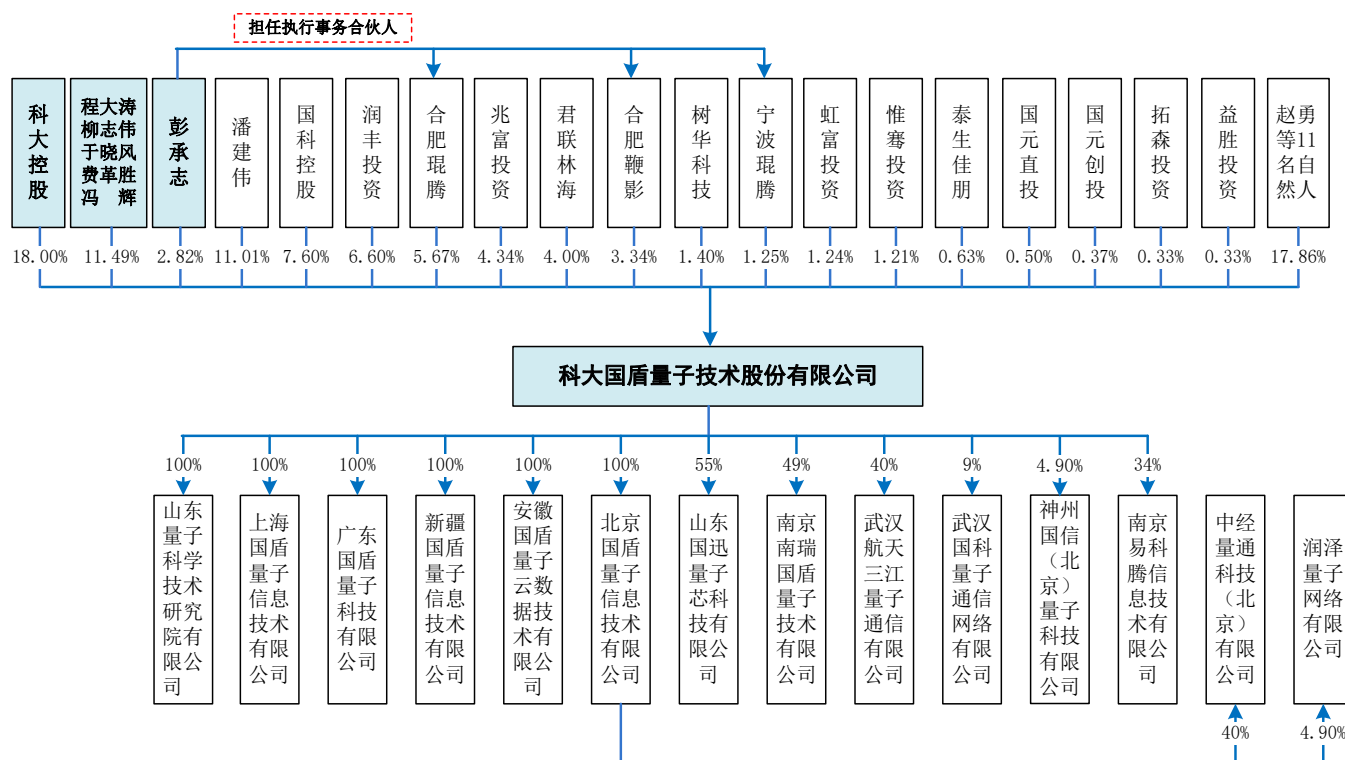 担任执行事务合伙人
科大控股
程大涛
柳志伟
于晓风
费革胜
冯 辉
彭承志
潘建伟
国科控股
润丰投资
合肥琨腾
兆富投资
君联林海
合肥鞭影
树华科技
宁波琨腾
虹富投资
惟骞投资
泰生佳朋
国元直投
国元创投
拓森投资
益胜投资
赵勇
等11
名自
然人
18.00% 11.49% 2.82% 11.01% 7.60% 6.60% 5.67% 4.34% 4.00% 3.34% 1.40% 1.25% 1.24% 1.21% 0.63% 0.50% 0.37% 0.33% 0.33% 17.86%
科大国盾量子技术股份有限公司
100% 100% 100% 100% 100% 100% 55% 49% 40% 9% 4.90% 34%
山东
量子
科学
技术
研究
院有
限公
司
上海
国盾
量子
信息
技术
有限
公司
广东
国盾
量子
科技
有限
公司
新疆
国盾
量子
信息
技术
有限
公司
安徽
国盾
量子
云数
据技
术有
限公
司
北京
国盾
量子
信息
技术
有限
公司
山东
国迅
量子
芯科
技有
限公
司
南京
南瑞
国盾
量子
技术
有限
公司
武汉
航天
三江
量子
通信
有限
公司
武汉
国科
量子
通信
网络
有限
公司
神州
国信
（北
京）
量子
科技
有限
公司
南京
易科
腾信
息技
术有
限公
司
中经
量通
科技
（北
京）
有限
公司
润泽
量子
网络
有限
公司
40% 4.90%